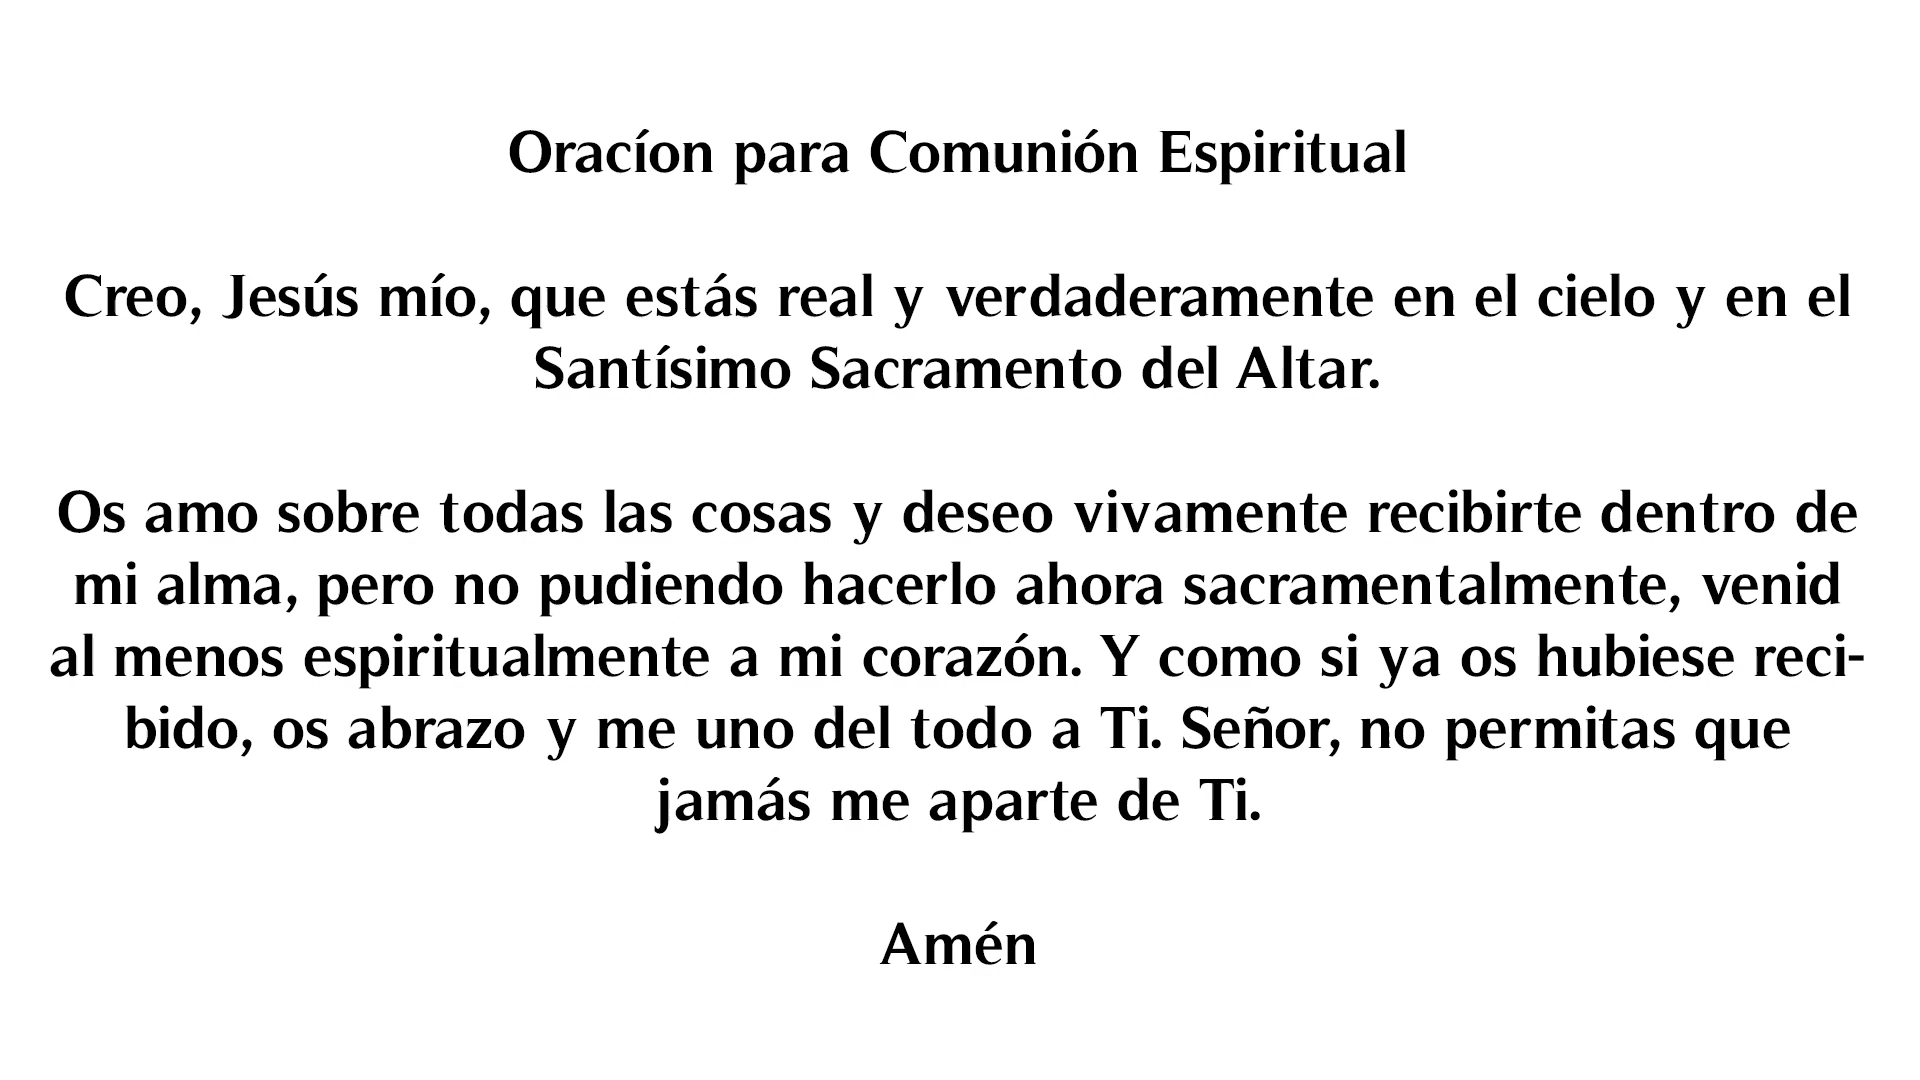 Oracíon para Comunión Espiritual
Creo, Jesús mío, que estás real y verdaderamente en el cielo y en el
Santísimo Sacramento del Altar.
Os amo sobre todas las cosas y deseo vivamente recibirte dentro de
mi alma, pero no pudiendo hacerlo ahora sacramentalmente, venid
al menos espiritualmente a mi corazón. Y como si ya os hubiese reci-
bido, os abrazo y me uno del todo a Ti. Señor, no permitas que
jamás me aparte de Ti.
Amén